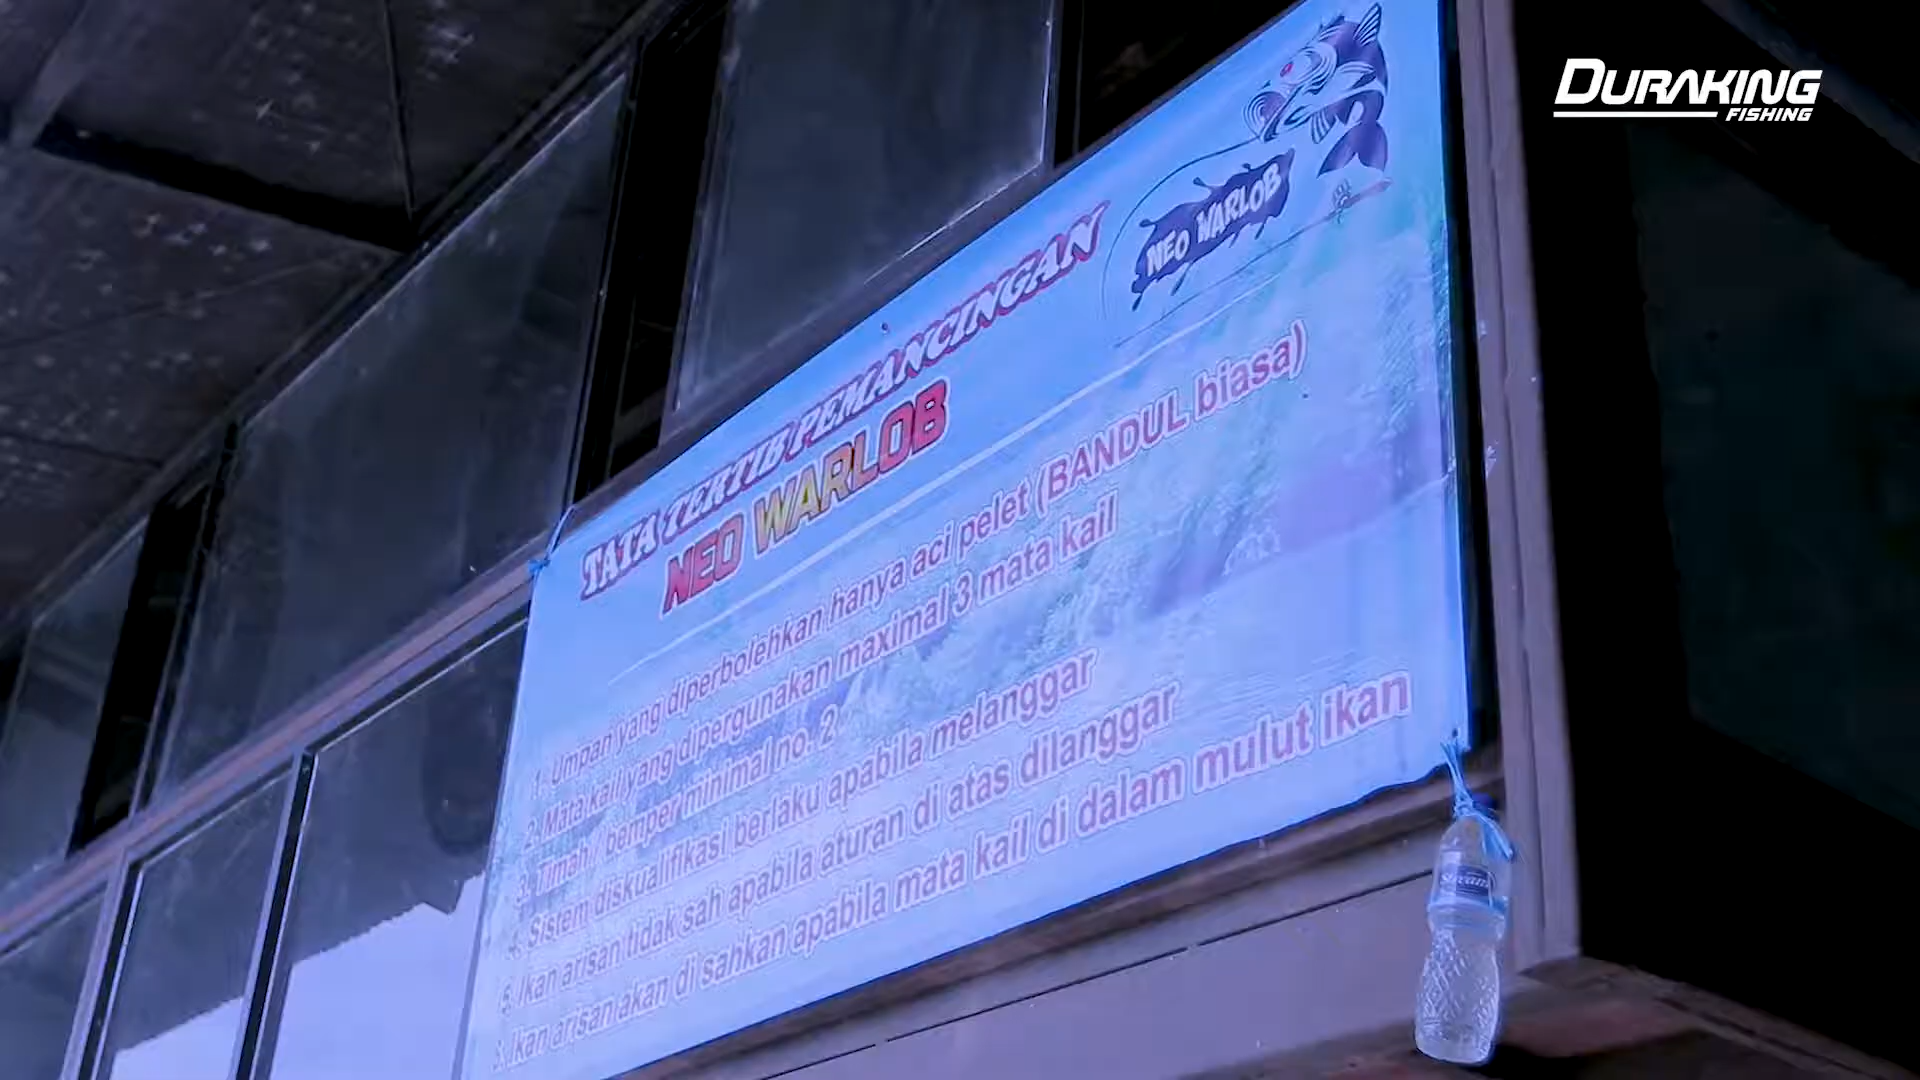 DURAKING
FISHING
NEO WARLOB
TATA TERTIB PEMANCINGAN
NEO WARLOB
1. Umpan yang diperbolehkan hanya aci pelet (BANDUL biasa)
2. Mata kail yang dipergunakan maximal 3 mata kail
3. Timah / bemper minimal no. 2
4. Sistem diskualifikasi berlaku apabila melanggar
5. Ikan arisan tidak sah apabila aturan di atas dilanggar
Ikan arisan akan di sahkan apabila mata kail di dalam mulut ikan